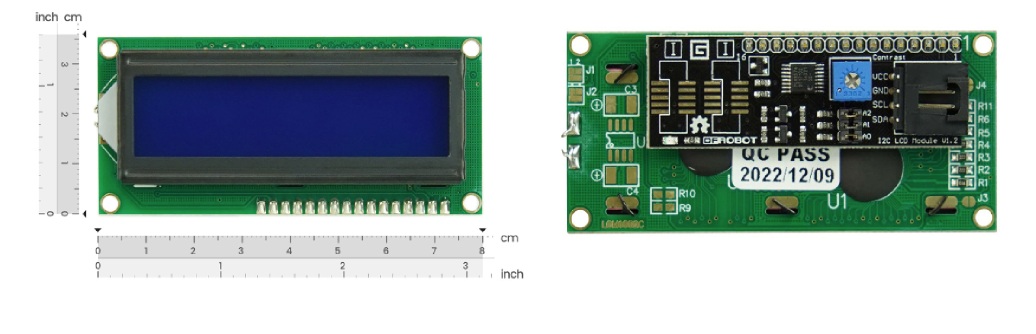 inch cm
3
1
2
1
0 0
cm
0 1 2 3 4 5 6 7 8
0 1 2 3
inch
J2
J1
C3
C4
U
R10
R9
16 1
Contrast
VCC
GND
SCL
SDA
A2
A1
A0
DFROBOT
I2C LCD Module V1.2
QC PASS
2022/12/09
U1
J4
R11
R6
R5
R4
R3
R2
R1
J3